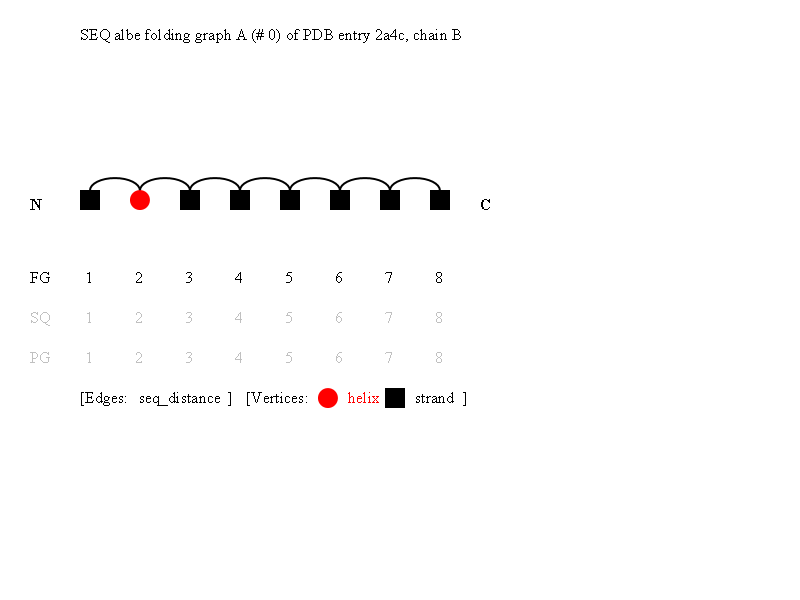 SEQ albe folding graph A (# 0) of PDB entry 2a4c, chain B
N C
FG 1 2 3 4 5 6 7 8
SQ 1 2 3 4 5 6 7 8
PG 1 2 3 4 5 6 7 8
[Edges: seq_distance ] [Vertices: helix strand ]